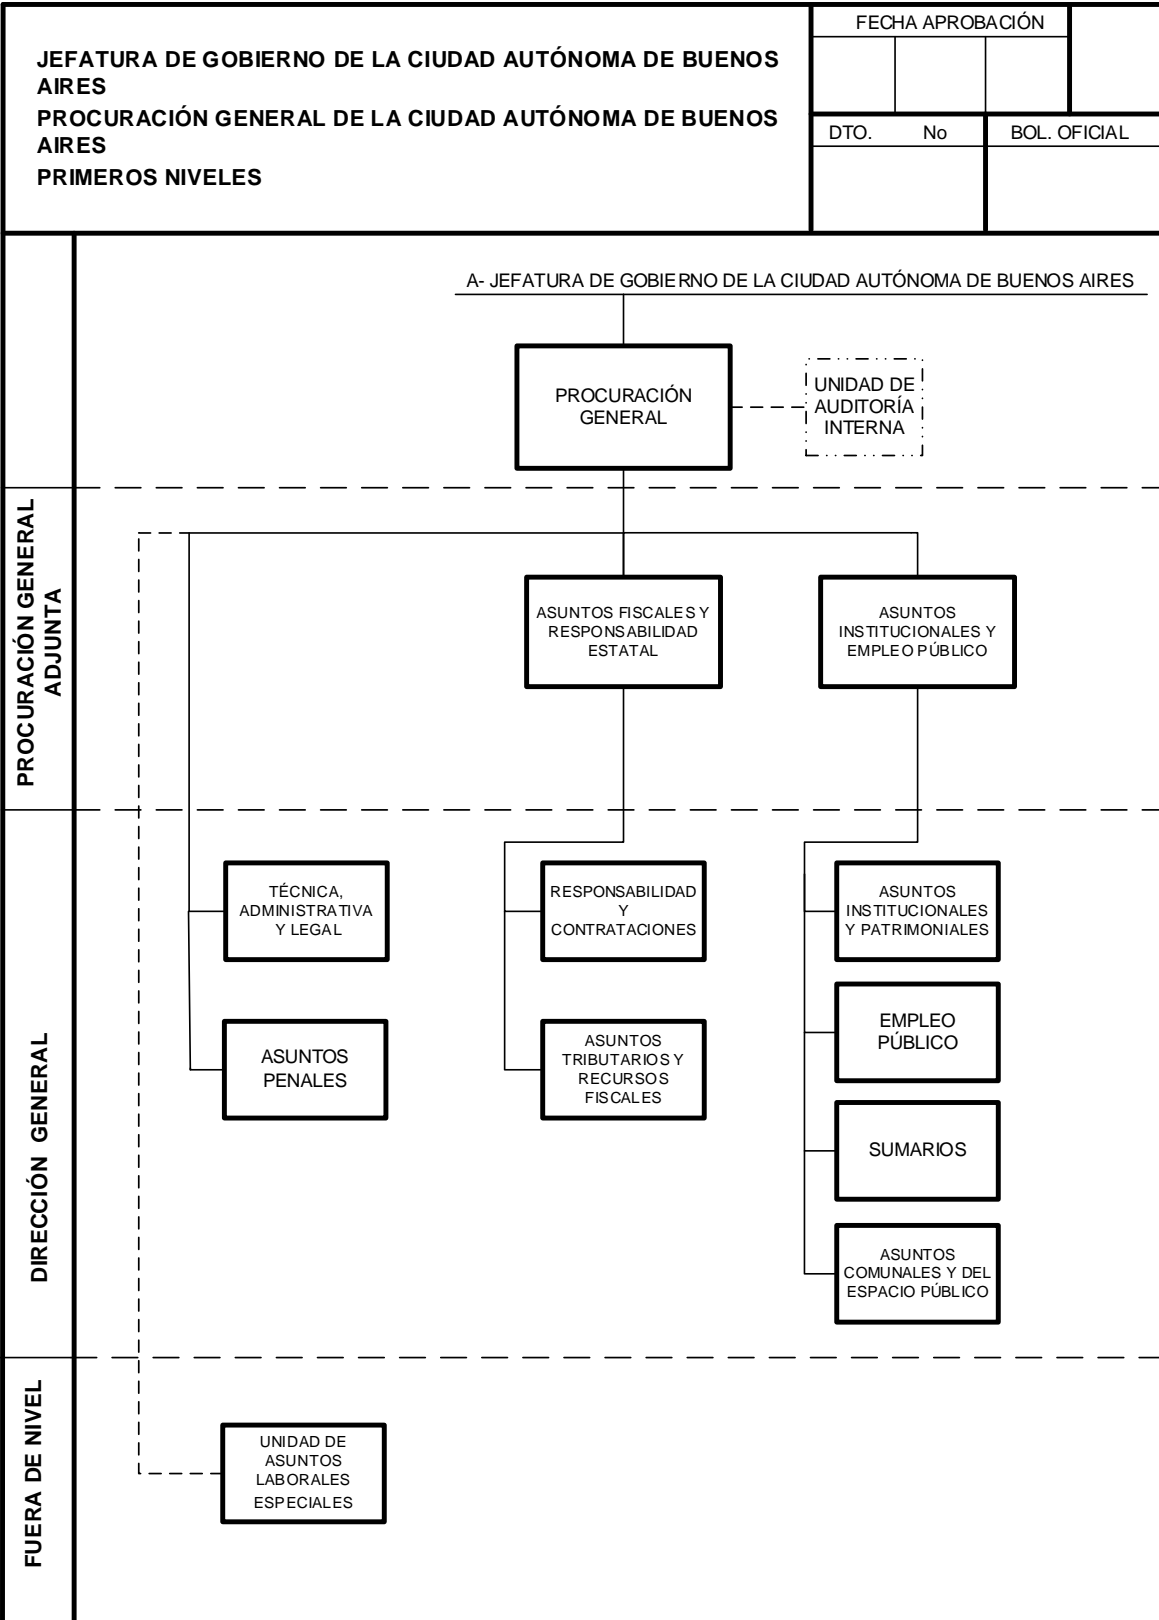 JEFATURA DE GOBIERNO DE LA CIUDAD AUTÓNOMA DE BUENOS
AIRES
PROCURACIÓN GENERAL DE LA CIUDAD AUTÓNOMA DE BUENOS
AIRES
PRIMEROS NIVELES
FECHA APROBACIÓN
DTO. No
BOL. OFICIAL
A- JEFATURA DE GOBIERNO DE LA CIUDAD AUTÓNOMA DE BUENOS AIRES
PROCURACIÓN
GENERAL
UNIDAD DE
AUDITORÍA
INTERNA
PROCURACIÓN GENERAL
ADJUNTA
ASUNTOS FISCALES Y
RESPONSABILIDAD
ESTATAL
ASUNTOS
INSTITUCIONALES Y
EMPLEO PÚBLICO
DIRECCIÓN GENERAL
TÉCNICA,
ADMINISTRATIVA
Y LEGAL
RESPONSABILIDAD
Y
CONTRATACIONES
ASUNTOS
INSTITUCIONALES
Y PATRIMONIALES
ASUNTOS
PENALES
ASUNTOS
TRIBUTARIOS Y
RECURSOS
FISCALES
EMPLEO
PÚBLICO
SUMARIOS
ASUNTOS
COMUNALES Y DEL
ESPACIO PÚBLICO
FUERA DE NIVEL
UNIDAD DE
ASUNTOS
LABORALES
ESPECIALES